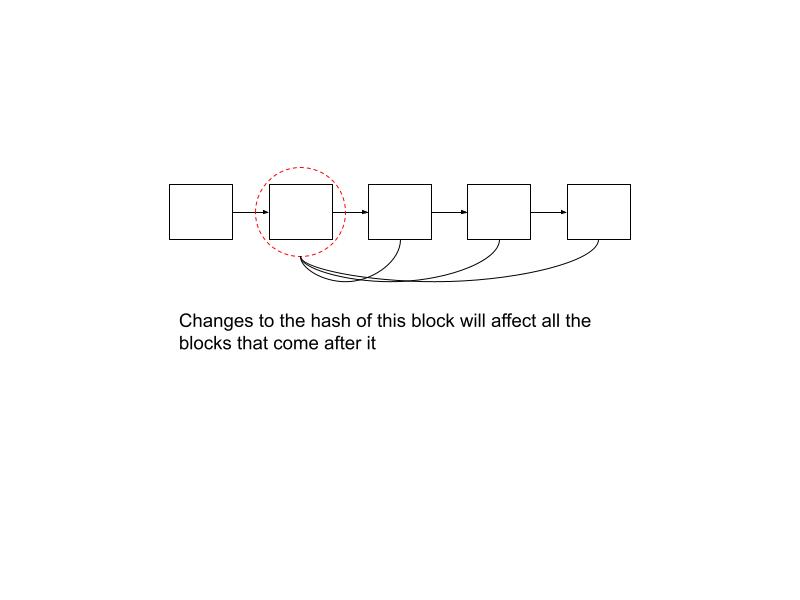 Changes to the hash of this block will affect all the
blocks that come after it